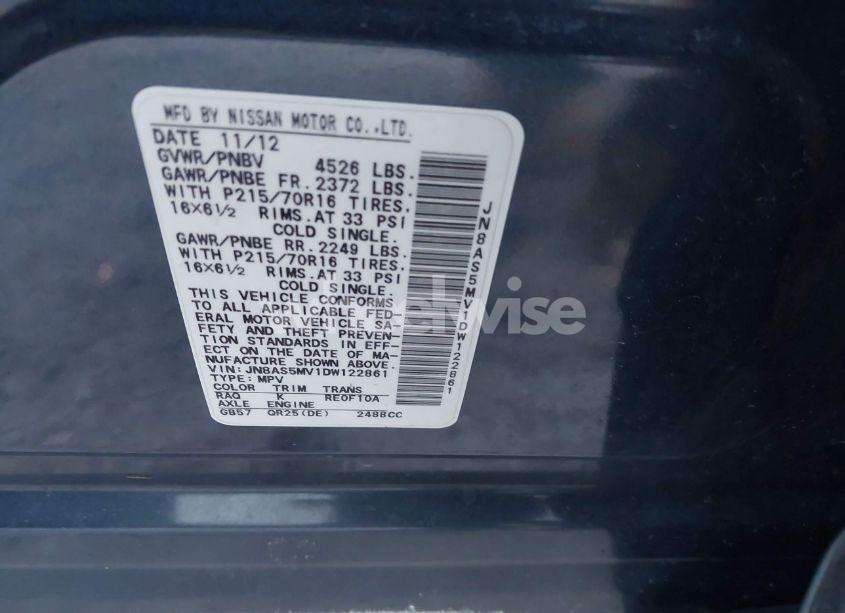 MFD BY NISSAN MOTOR CO.,LTD.
DATE 11/12
GVWR/PNBV 4526 LBS.
GAWR/PNBE FR. 2372 LBS.
WITH P215/70R16 TIRES.
16×6½ RIMS.AT 33 PSI
COLD SINGLE.
GAWR/PNBE RR. 2249 LBS.
WITH P215/70R16 TIRES.
16×6½ RIMS.AT 33 PSI
COLD SINGLE.
THIS VEHICLE CONFORMS
TO ALL APPLICABLE FED-
ERAL MOTOR VEHICLE SA-
FETY AND THEFT PREVEN-
TION STANDARDS IN EFF-
ECT ON THE DATE OF MA-
NUFACTURE SHOWN ABOVE.
VIN: JN8AS5MV1DW122861
TYPE: MPV
COLOR TRIM TRANS
RAQ K RE0F10A
AXLE ENGINE
GB57 QR25(DE) 2488CC
JN8AS5MV1DW122861